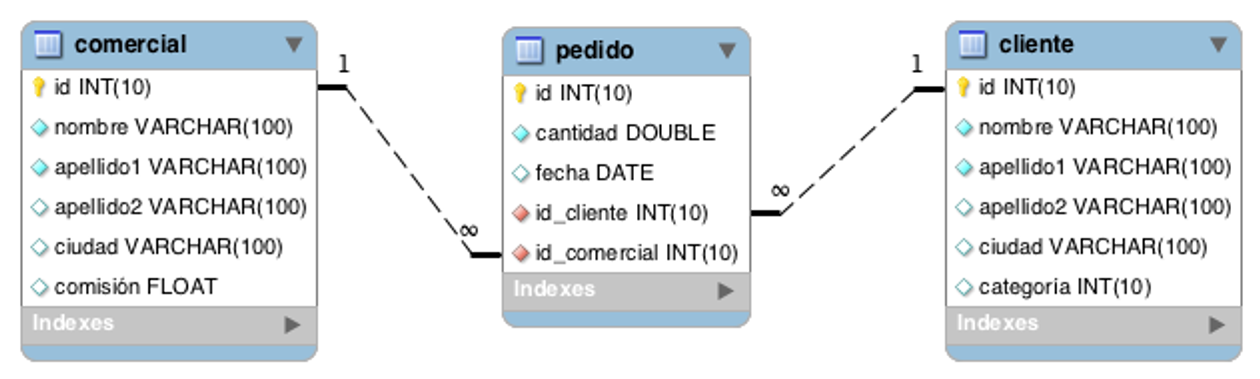 comercial
id INT(10)
nombre VARCHAR(100)
apellido1 VARCHAR(100)
apellido2 VARCHAR(100)
ciudad VARCHAR(100)
comisión FLOAT
Indexes
1
∞
pedido
id INT(10)
cantidad DOUBLE
fecha DATE
id_cliente INT(10)
id_comercial INT(10)
Indexes
1
∞
cliente
id INT(10)
nombre VARCHAR(100)
apellido1 VARCHAR(100)
apellido2 VARCHAR(100)
ciudad VARCHAR(100)
categoria INT(10)
Indexes